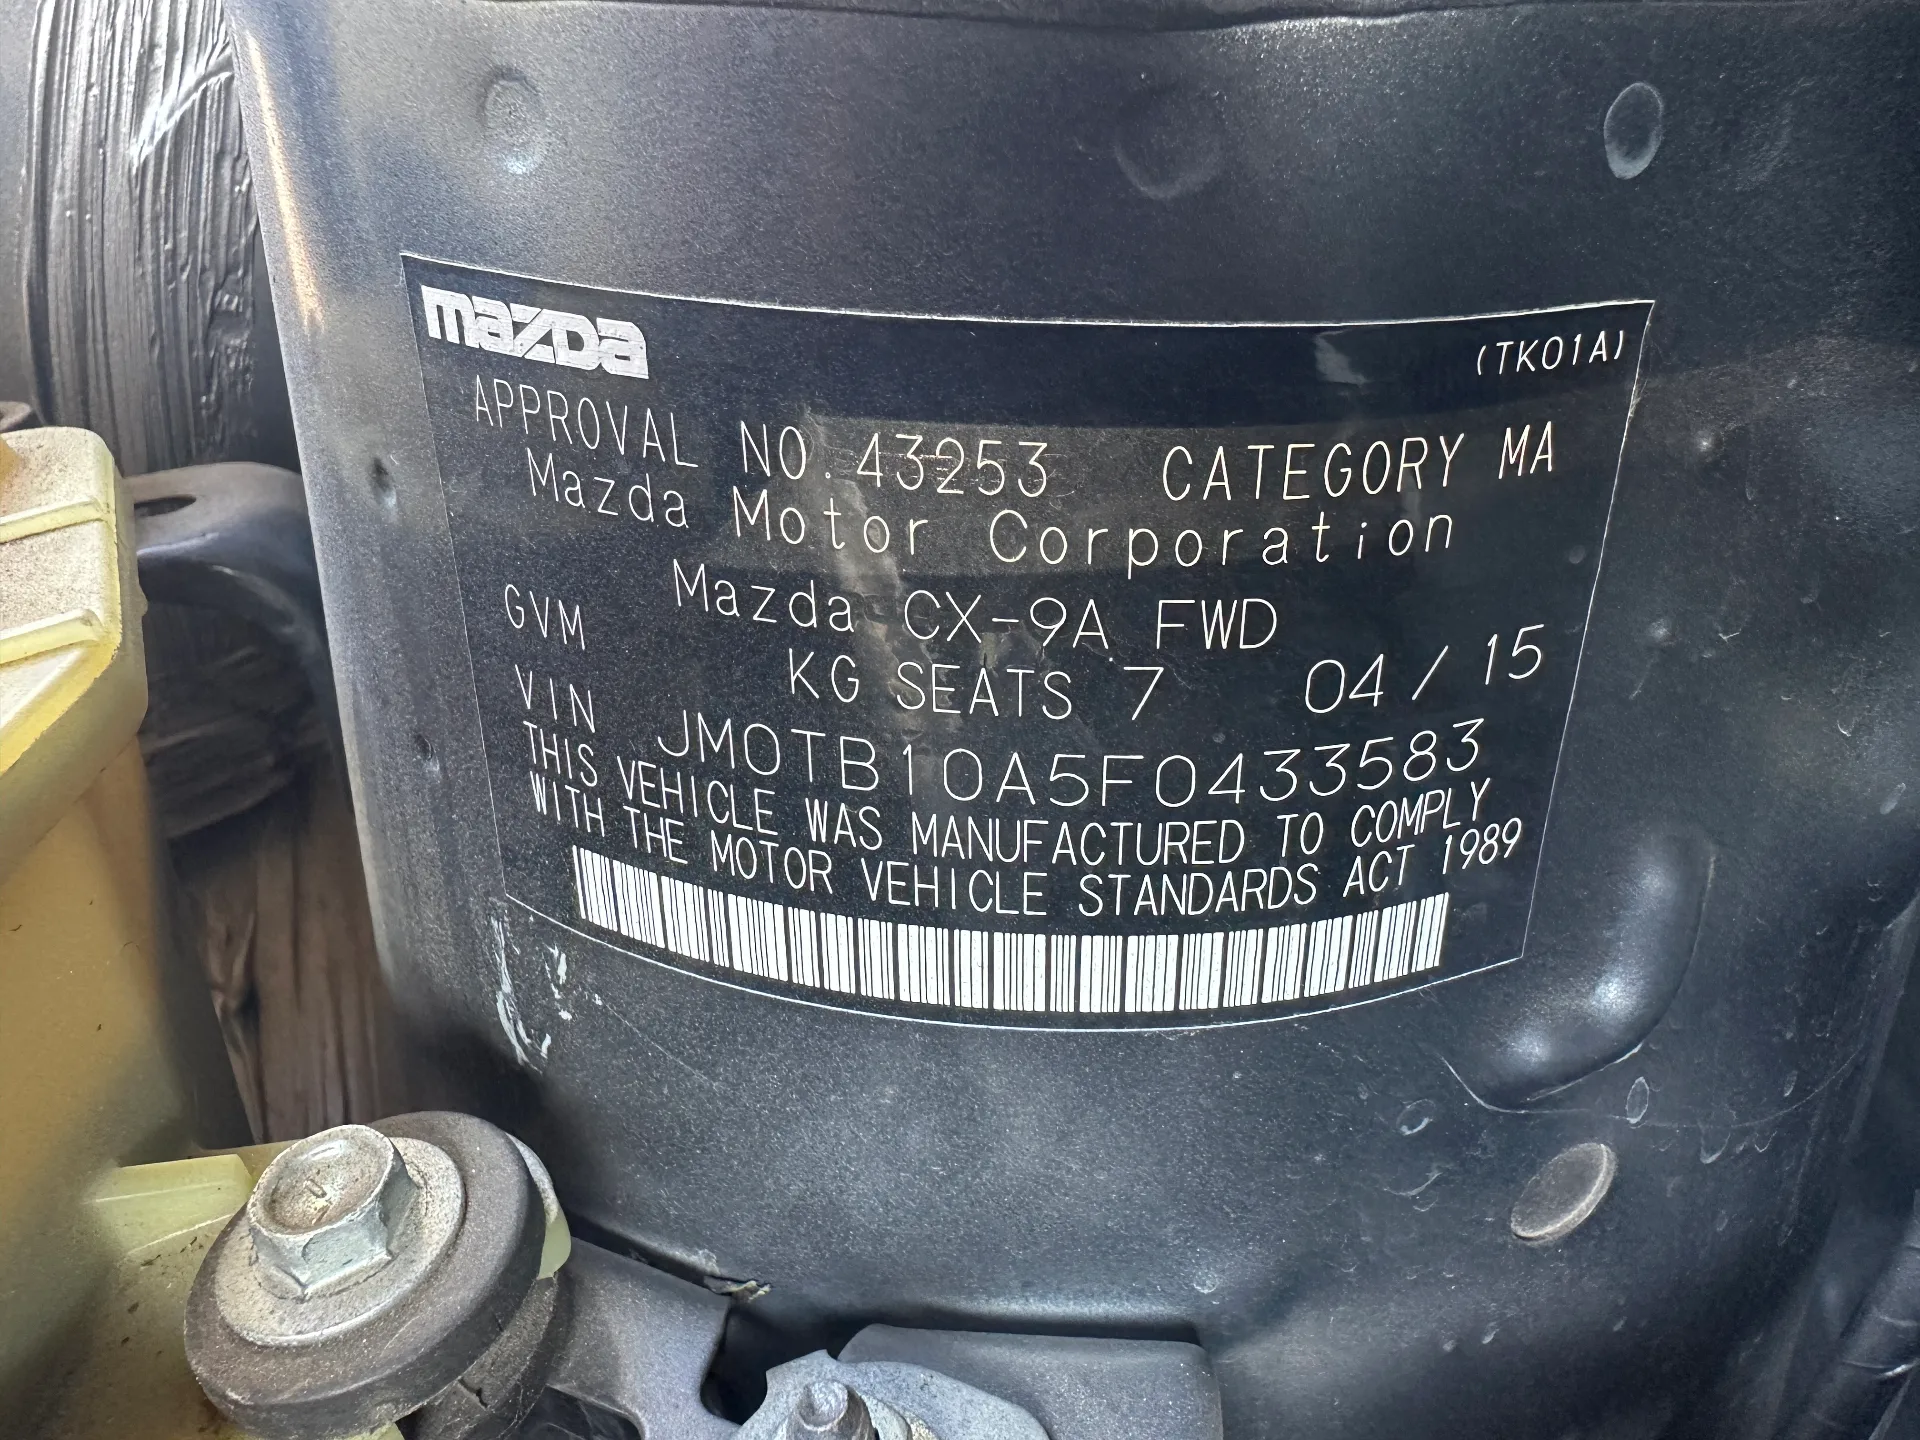 mazda
(TK01A)
APPROVAL NO. 43253 CATEGORY MA
Mazda Motor Corporation
Mazda CX-9A FWD
GVM KG SEATS 7 04 / 15
VIN JM0TB10A5F0433583
THIS VEHICLE WAS MANUFACTURED TO COMPLY
WITH THE MOTOR VEHICLE STANDARDS ACT 1989